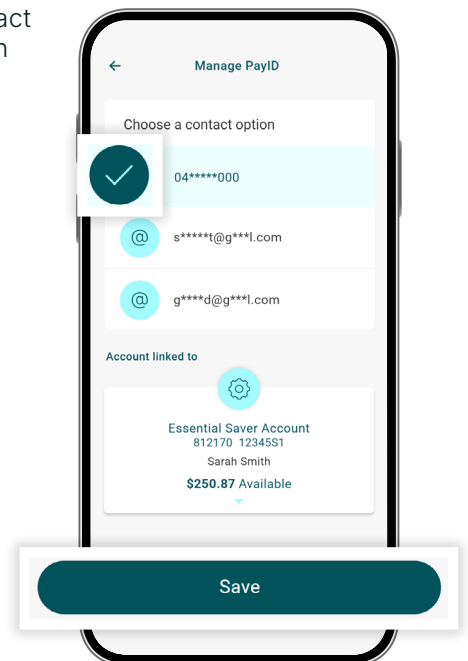 Manage PayID
Choose a contact option
04*****000
@ s*****t@g***l.com
@ g****d@g***l.com
Account linked to
Essential Saver Account
812170 12345S1
Sarah Smith
$250.87 Available
Save